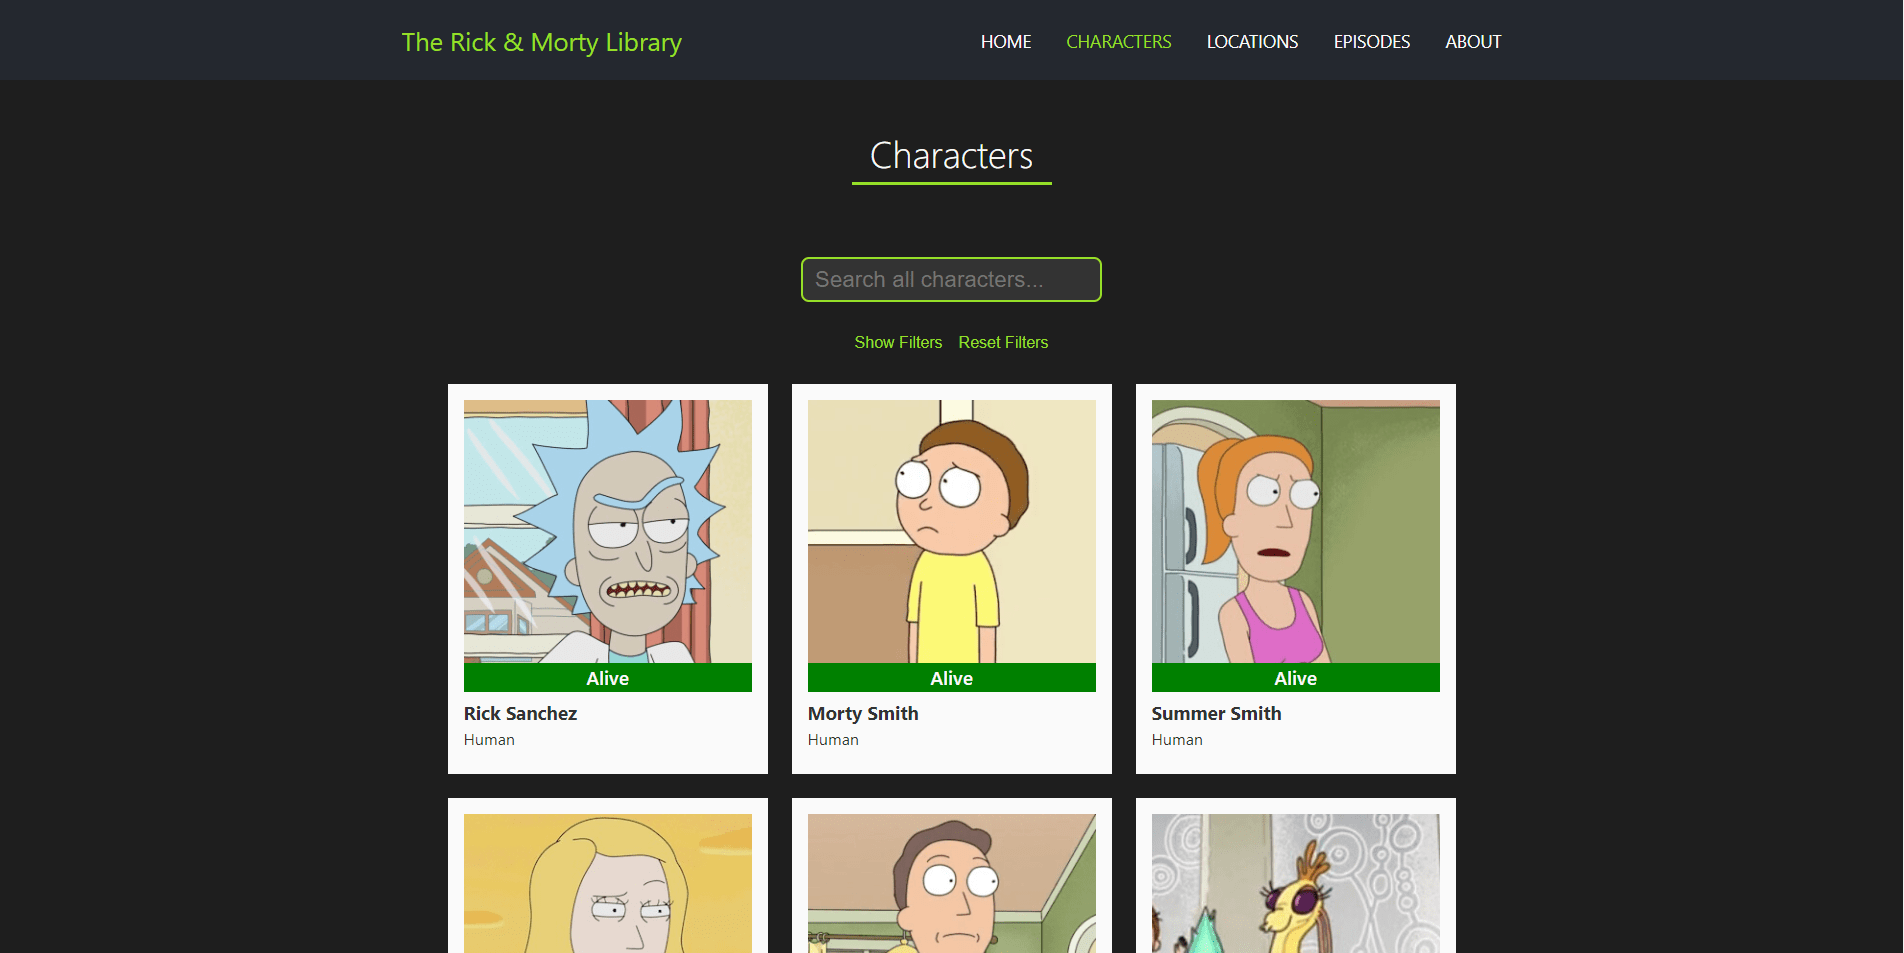 The Rick & Morty Library
HOME CHARACTERS LOCATIONS EPISODES ABOUT
Characters
Search all characters...
Show Filters Reset Filters
Alive
Rick Sanchez
Human
Alive
Morty Smith
Human
Alive
Summer Smith
Human